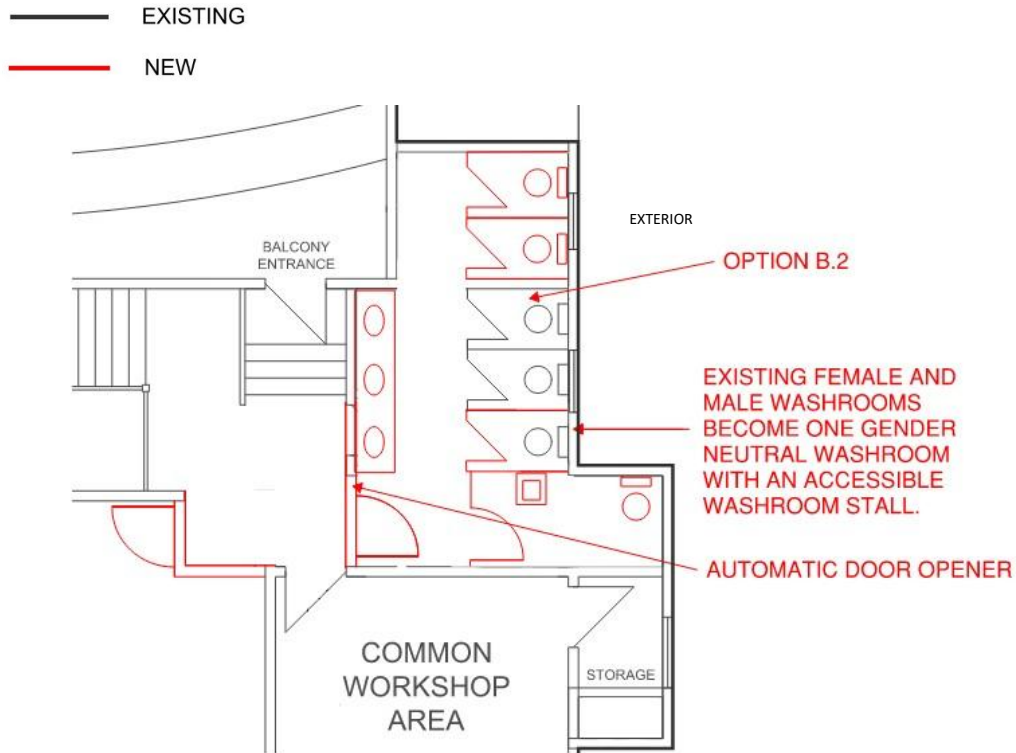 EXISTING
NEW
EXTERIOR
BALCONY
ENTRANCE
OPTION B.2
EXISTING FEMALE AND
MALE WASHROOMS
BECOME ONE GENDER
NEUTRAL WASHROOM
WITH AN ACCESSIBLE
WASHROOM STALL.
AUTOMATIC DOOR OPENER
COMMON
WORKSHOP
AREA
STORAGE